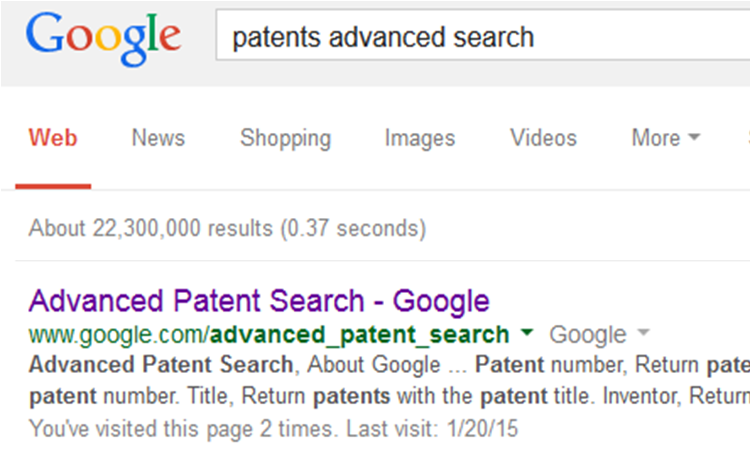 Google
patents advanced search
Web News Shopping Images Videos More
About 22,300,000 results (0.37 seconds)
Advanced Patent Search - Google
www.google.com/advanced_patent_search Google
Advanced Patent Search, About Google ... Patent number, Return pate
patent number. Title, Return patents with the patent title. Inventor, Return
You've visited this page 2 times. Last visit: 1/20/15